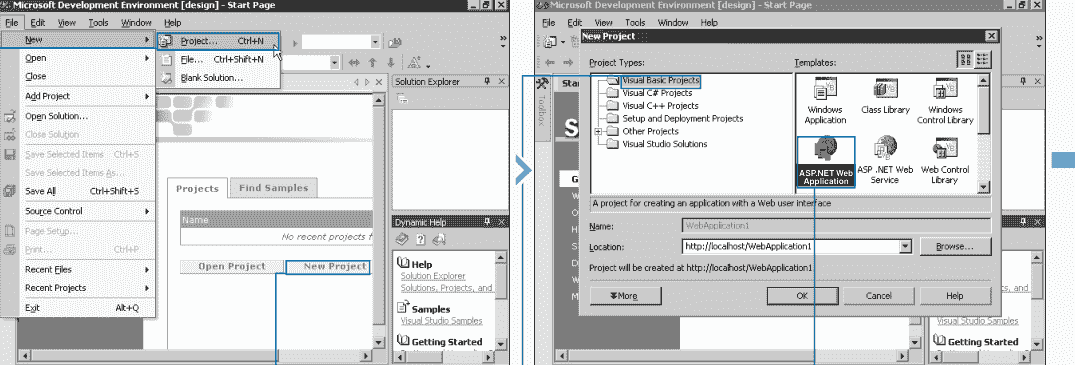 Microsoft Development Environment [design] - Start Page
File Edit View Tools Window Help
New
Project... Ctrl+N
Open
File... Ctrl+Shift+N
Close
Blank Solution...
Add Project
Open Solution...
Close Solution
Save Selected Items Ctrl+S
Save Selected Items As...
Save All Ctrl+Shift+S
Source Control
Page Setup...
Print... Ctrl+P
Recent Files
Recent Projects
Exit Alt+Q
Projects Find Samples
Name
No recent projects f
Open Project New Project
Solution Explorer
Dynamic Help
Help
Solution Explorer
Solutions, Projects, and
Samples
Visual Studio Samples
Getting Started
Microsoft Development Environment [design] - Start Page
File Edit View Tools Window Help
Toolbox
Star
New Project
Project Types:
Visual Basic Projects
Visual C# Projects
Visual C++ Projects
Setup and Deployment Projects
Other Projects
Visual Studio Solutions
Templates:
Windows Application
Class Library
Windows Control Library
ASP.NET Web Application
ASP .NET Web Service
Web Control Library
A project for creating an application with a Web user interface
Name: WebApplication1
Location: http://localhost/WebApplication1 Browse...
Project will be created at http://localhost/WebApplication1
More OK Cancel Help
cts, and
Visual Studio Samples
Getting Started